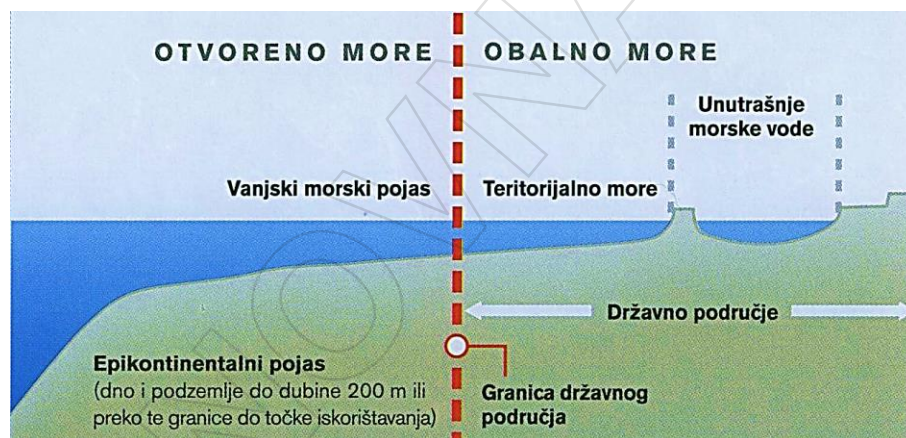 OTVORENO MORE
OBALNO MORE
Unutrašnje
morske vode
Vanjski morski pojas
Teritorijalno more
Državno područje
Epikontinentalni pojas
(dno i podzemlje do dubine 200 m ili
preko te granice do točke iskorištavanja)
Granica državnog
područja